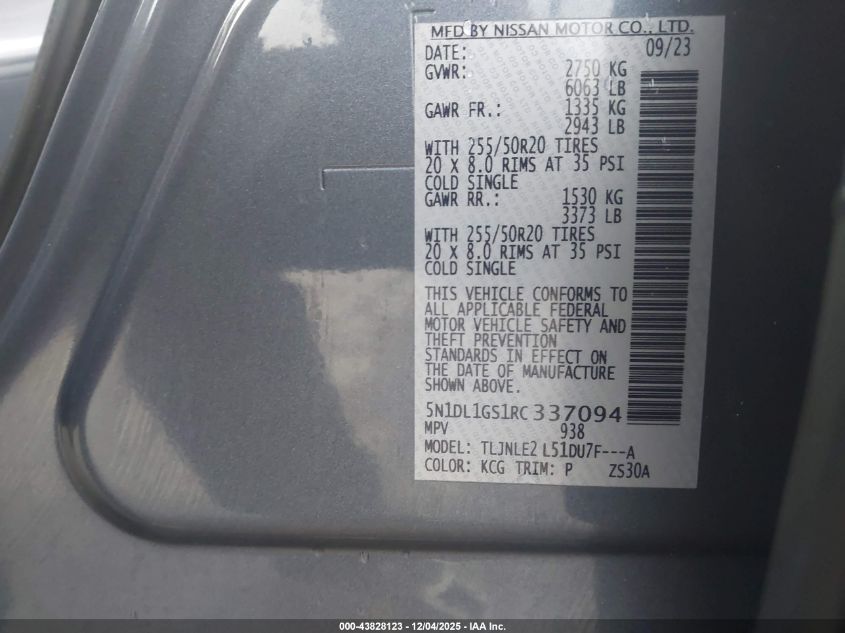 MFD BY NISSAN MOTOR CO., LTD.
DATE: 09/23
GVWR: 2750 KG
6063 LB
GAWR FR.: 1335 KG
2943 LB
WITH 255/50R20 TIRES
20 X 8.0 RIMS AT 35 PSI
COLD SINGLE
GAWR RR.: 1530 KG
3373 LB
WITH 255/50R20 TIRES
20 X 8.0 RIMS AT 35 PSI
COLD SINGLE
THIS VEHICLE CONFORMS TO
ALL APPLICABLE FEDERAL
MOTOR VEHICLE SAFETY AND
THEFT PREVENTION
STANDARDS IN EFFECT ON
THE DATE OF MANUFACTURE
SHOWN ABOVE.
5N1DL1GS1RC337094
MPV 938
MODEL: TLJNLE2 L51DU7F---A
COLOR: KCG TRIM: P ZS30A
000-43828123 - 12/04/2025 - IAA Inc.